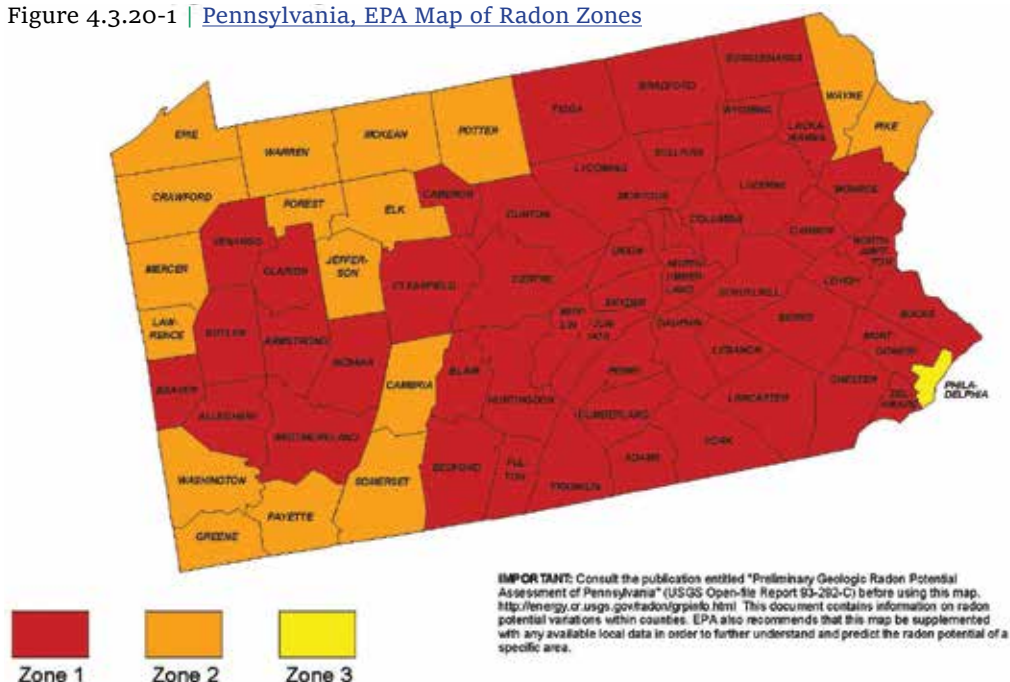 Figure 4.3.20-1 | Pennsylvania, EPA Map of Radon Zones
SUSQUEHANNA
BRADFORD
TIOGA
WAYNE
ERIE
POTTER
MCKEAN
WARREN
WYOMING
LACKA-
WANNA
PIKE
SULLIVAN
LYCOMING
CRAWFORD
CAMERON
FOREST
ELK
LUZERNE
MONROE
CLINTON
MONTOUR
COLUMBIA
VENANGO
CARBON
MERCER
CLARION
JEFFER-
SON
CENTRE
UNION
NORTH-
AMP-
TON
CLEARFIELD
NORTH-
UMBER-
LAND
LEHIGH
SCHUYLKILL
SNYDER
LAW-
RENCE
BUTLER
ARMSTRONG
MIFF-
LIN
JUN-
IATA
DAUPHIN
BERKS
BUCKS
INDIANA
MONT
GOMERY
BEAVER
CAMBRIA
BLAIR
PERRY
LEBANON
PHILA-
DELPHIA
ALLEGHENY
HUNTINGDON
CHESTER
DEL-
AWARE
LANCASTER
CUMBERLAND
WESTMORELAND
YORK
WASHINGTON
SOMERSET
BEDFORD
FUL-
TON
FRANKLIN
ADAMS
FAYETTE
GREENE
IMPORTANT: Consult the publication entitled "Preliminary Geologic Radon Potential
Assessment of Pennsylvania" (USGS Open-file Report 93-292-C) before using this map.
http://energy.cr.usgs.gov/radon/grpinfo.html This document contains information on radon
potential variations within counties. EPA also recommends that this map be supplemented
with any available local data in order to further understand and predict the radon potential of a
specific area.
Zone 1 Zone 2 Zone 3